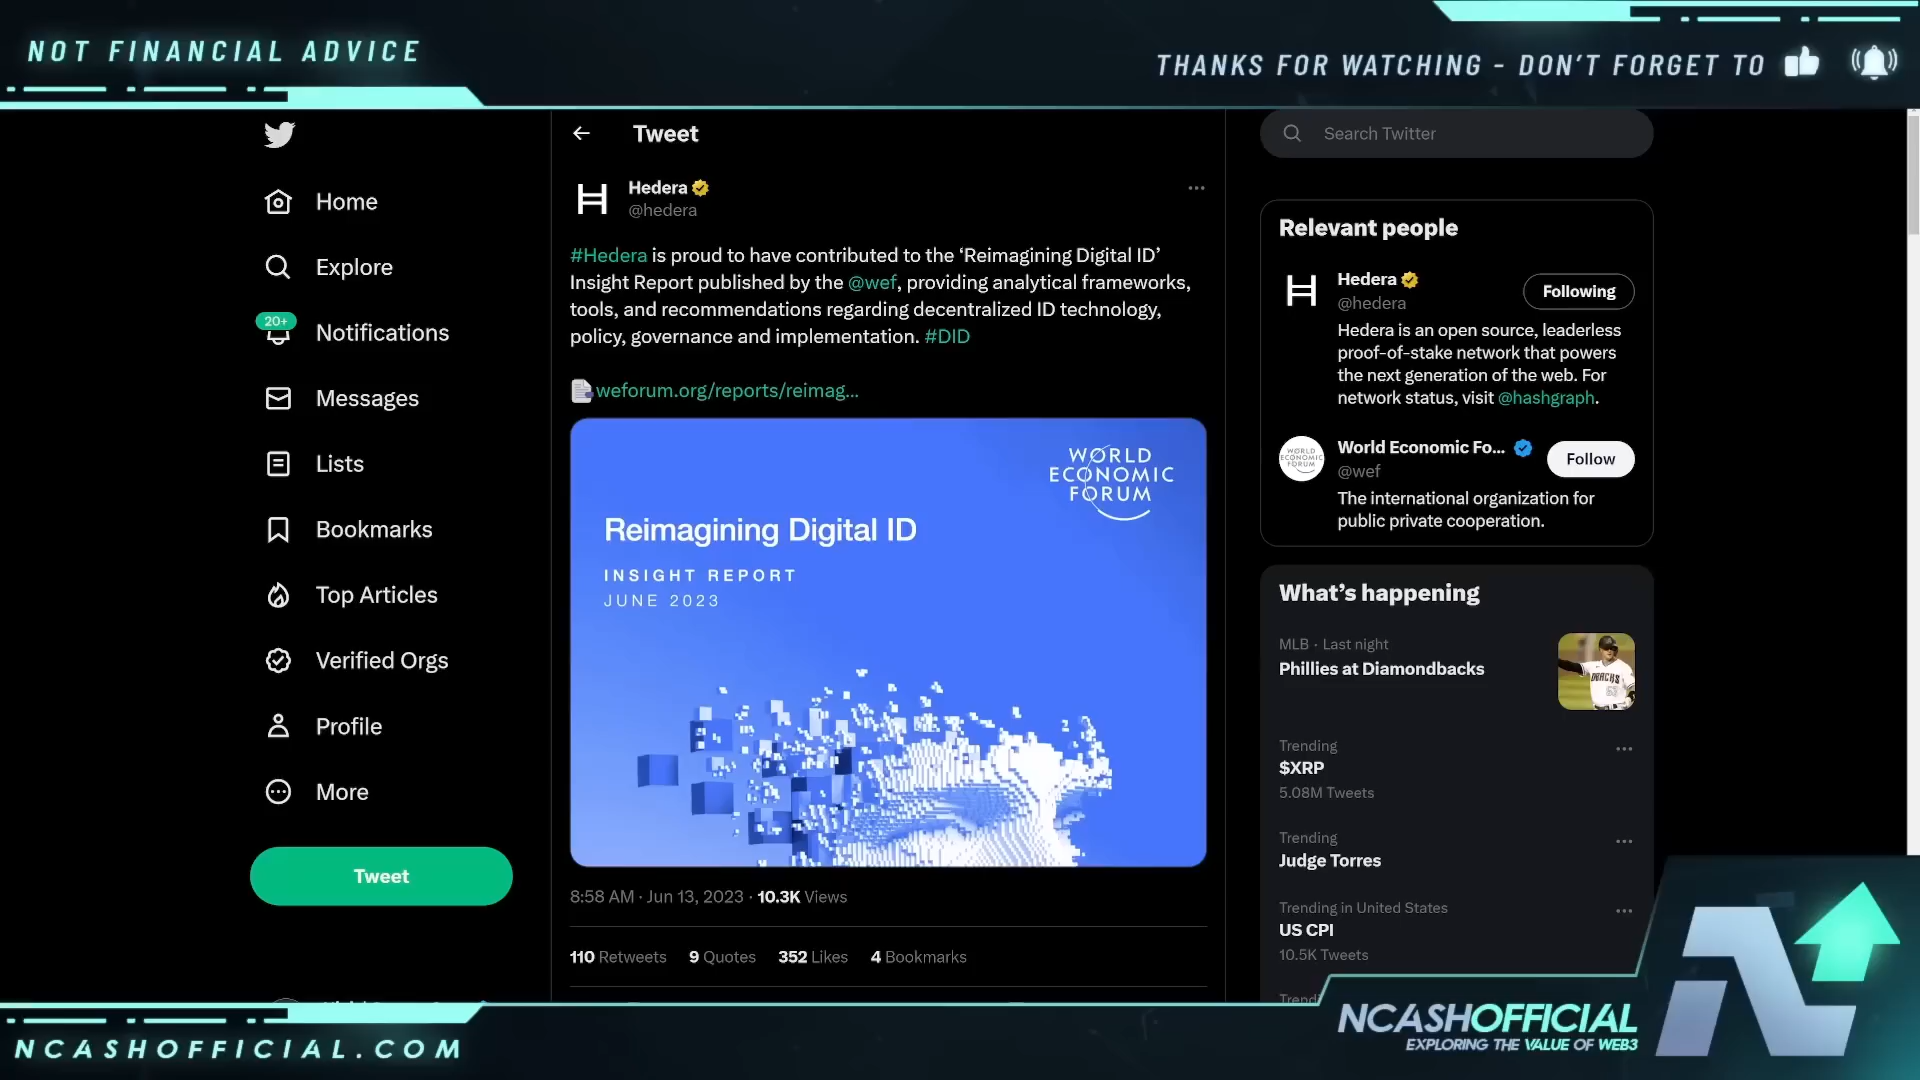 NOT FINANCIAL ADVICE
THANKS FOR WATCHING - DON'T FORGET TO
Home
Explore
20+
Notifications
Messages
Lists
Bookmarks
Top Articles
Verified Orgs
Profile
More
Tweet
Tweet
Hedera
@hedera
#Hedera is proud to have contributed to the ‘Reimagining Digital ID’
Insight Report published by the @wef, providing analytical frameworks,
tools, and recommendations regarding decentralized ID technology,
policy, governance and implementation. #DID
weforum.org/reports/reimag...
WORLD
ECONOMIC
FORUM
Reimagining Digital ID
INSIGHT REPORT
JUNE 2023
8:58 AM · Jun 13, 2023 · 10.3K Views
110 Retweets 9 Quotes 352 Likes 4 Bookmarks
Search Twitter
Relevant people
Hedera
@hedera
Following
Hedera is an open source, leaderless
proof-of-stake network that powers
the next generation of the web. For
network status, visit @hashgraph.
WORLD
ECONOMIC
FORUM
World Economic Fo...
@wef
Follow
The international organization for
public private cooperation.
What’s happening
MLB · Last night
Phillies at Diamondbacks
Trending
$XRP
5.08M Tweets
Trending
Judge Torres
Trending in United States
US CPI
10.5K Tweets
NCASHOFFICIAL.COM
NCASHOFFICIAL
EXPLORING THE VALUE OF WEB3